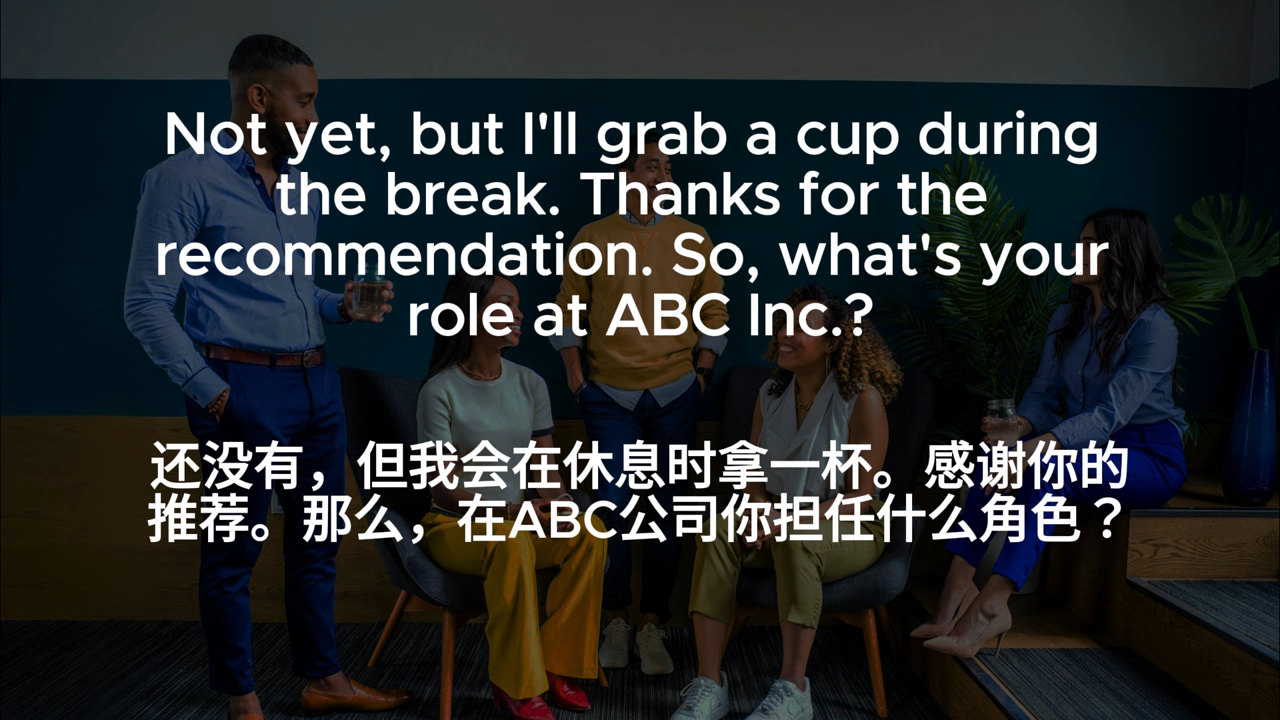 Not yet, but I'll grab a cup during
the break. Thanks for the
recommendation. So, what's your
role at ABC Inc.?
还没有，但我会在休息时拿一杯。感谢你的
推荐。那么，在ABC公司你担任什么角色？